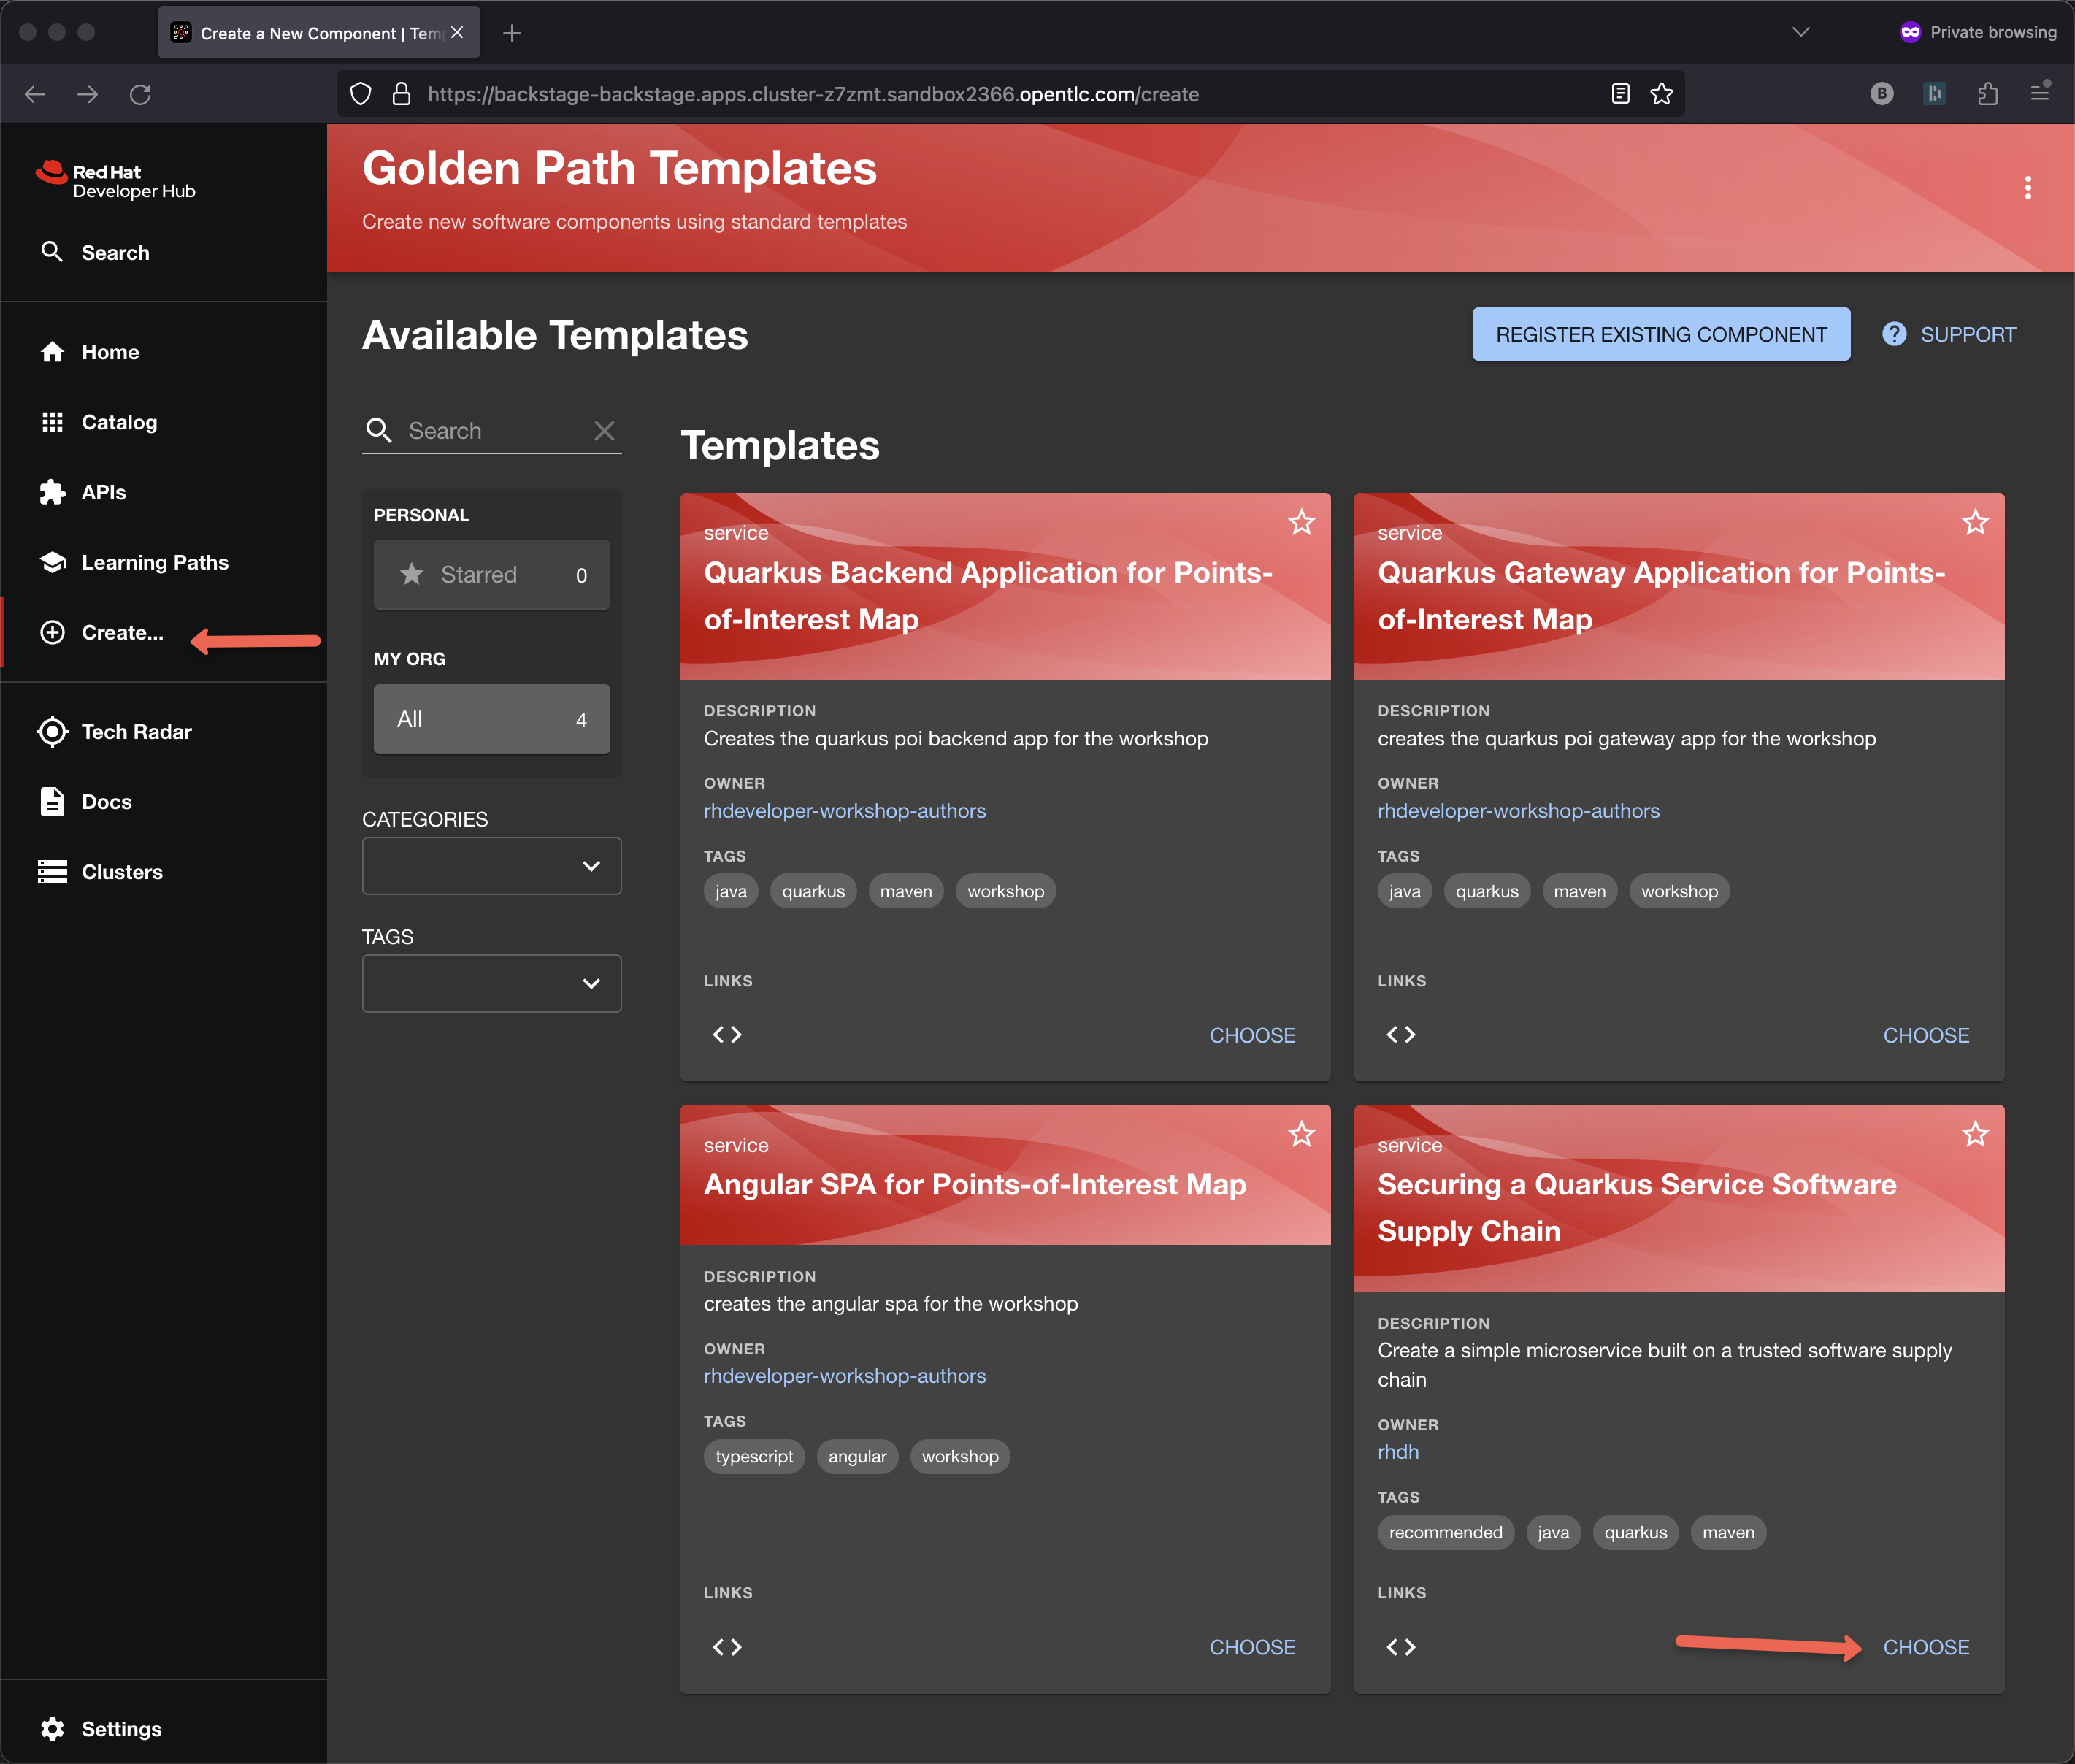 Create a New Component | Tem
Private browsing
https://backstage-backstage.apps.cluster-z7zmt.sandbox2366.opentlc.com/create
B
Red Hat
Developer Hub
Search
Home
Catalog
APIs
Learning Paths
Create...
Tech Radar
Docs
Clusters
Settings
Golden Path Templates
Create new software components using standard templates
Available Templates
REGISTER EXISTING COMPONENT
? SUPPORT
Search
PERSONAL
Starred 0
MY ORG
All 4
CATEGORIES
TAGS
Templates
service
Quarkus Backend Application for Points-
of-Interest Map
DESCRIPTION
Creates the quarkus poi backend app for the workshop
OWNER
rhdeveloper-workshop-authors
TAGS
java quarkus maven workshop
LINKS
CHOOSE
service
Quarkus Gateway Application for Points-
of-Interest Map
DESCRIPTION
creates the quarkus poi gateway app for the workshop
OWNER
rhdeveloper-workshop-authors
TAGS
java quarkus maven workshop
LINKS
CHOOSE
service
Angular SPA for Points-of-Interest Map
DESCRIPTION
creates the angular spa for the workshop
OWNER
rhdeveloper-workshop-authors
TAGS
typescript angular workshop
LINKS
CHOOSE
service
Securing a Quarkus Service Software
Supply Chain
DESCRIPTION
Create a simple microservice built on a trusted software supply
chain
OWNER
rhdh
TAGS
recommended java quarkus maven
LINKS
CHOOSE